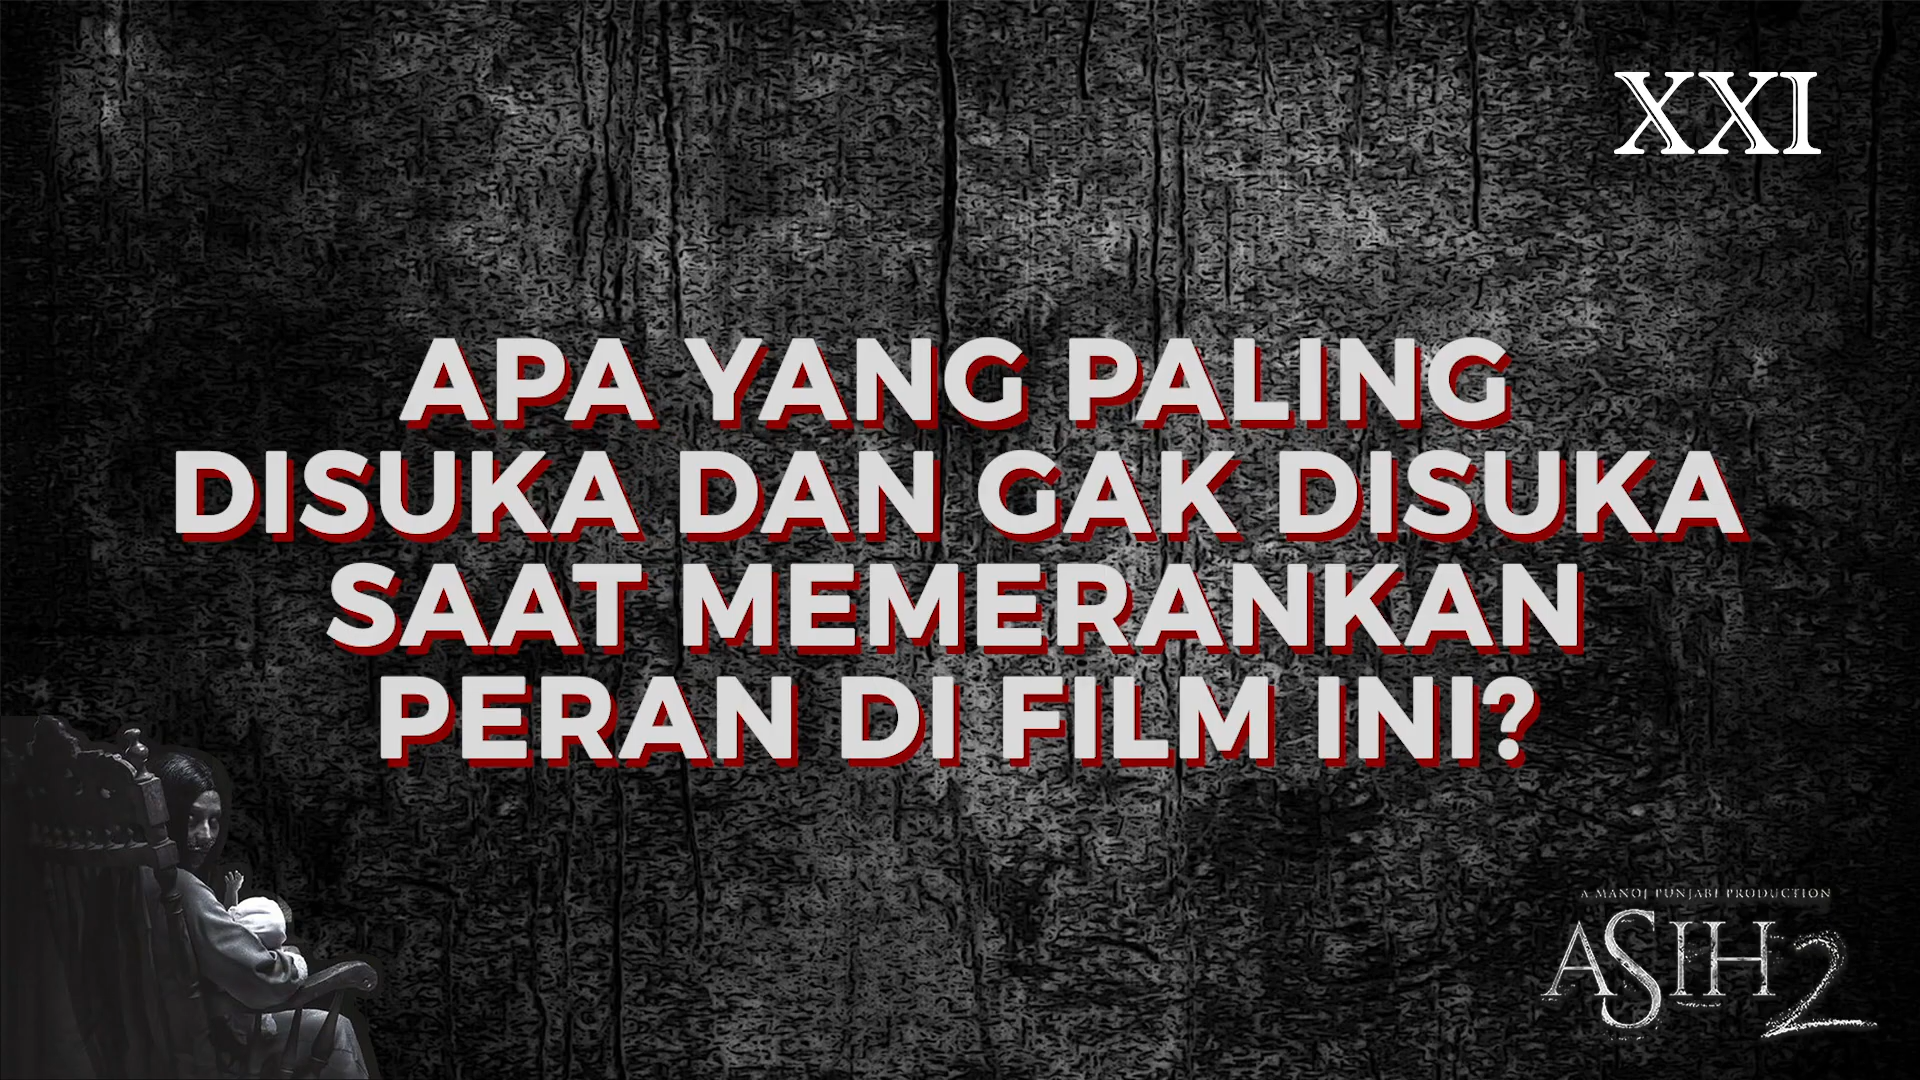 XXI
APA YANG PALING
DISUKA DAN GAK DISUKA
SAAT MEMERANKAN
PERAN DI FILM INI?
A MANOJ PUNJABI PRODUCTION
ASIH 2